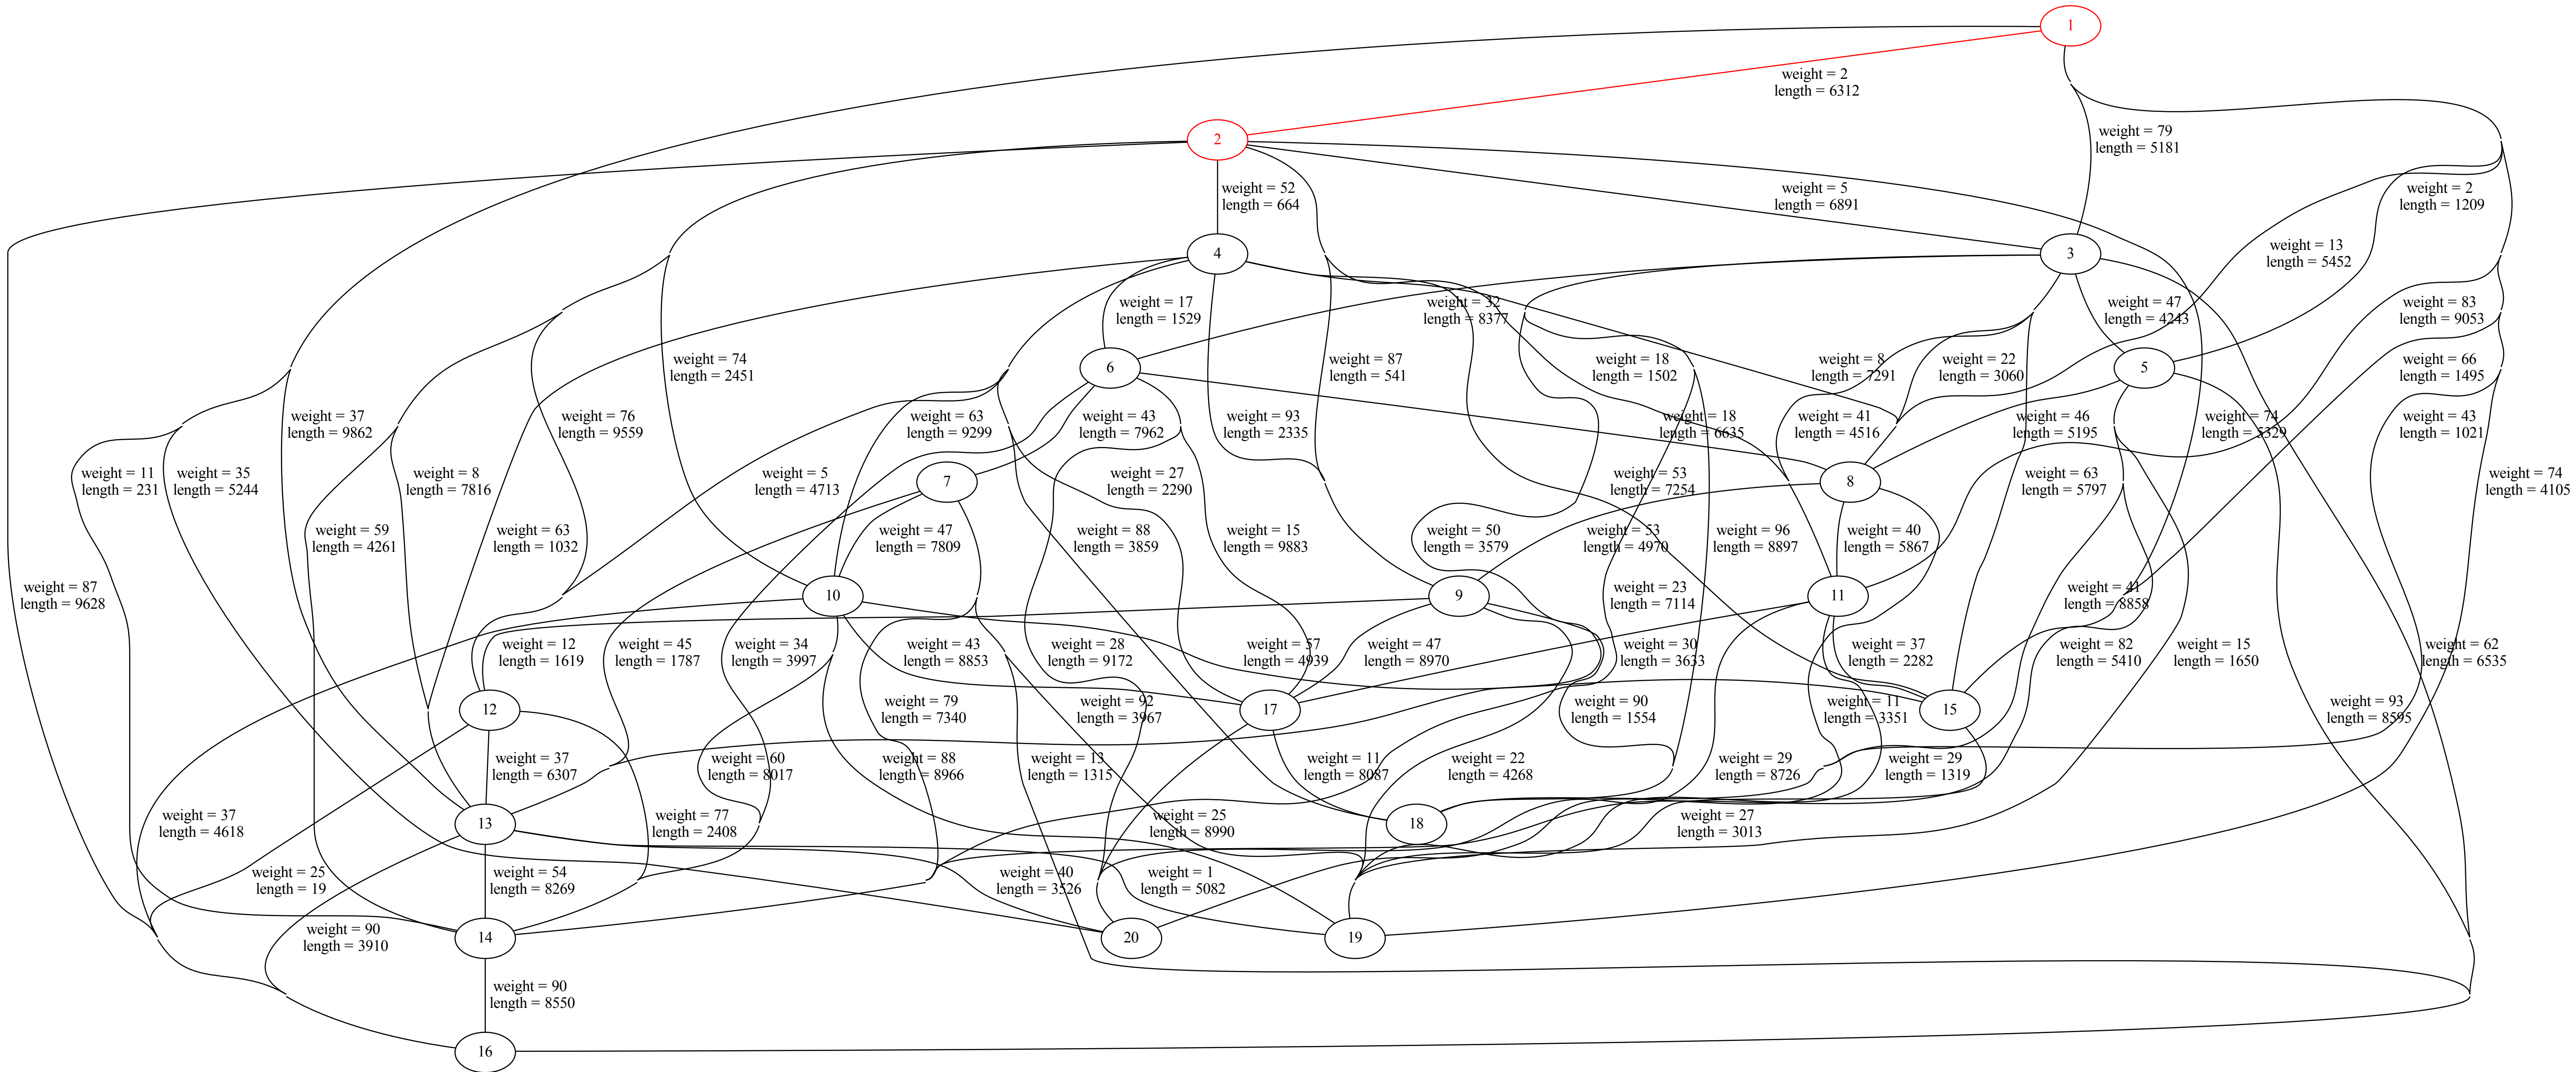 1
weight = 2
length = 6312
weight = 79
length = 5181
2
weight = 52
length = 664
weight = 5
length = 6891
weight = 2
length = 1209
4
3
weight = 13
length = 5452
weight = 17
length = 1529
weight = 32
length = 8377
weight = 47
length = 4243
weight = 83
length = 9053
6
5
weight = 74
length = 2451
weight = 87
length = 541
weight = 18
length = 1502
weight = 8
length = 7291
weight = 22
length = 3060
weight = 66
length = 1495
weight = 37
length = 9862
weight = 76
length = 9559
weight = 63
length = 9299
weight = 43
length = 7962
weight = 93
length = 2335
weight = 18
length = 6635
weight = 41
length = 4516
weight = 46
length = 5195
weight = 74
length = 5329
weight = 43
length = 1021
weight = 11
length = 231
weight = 35
length = 5244
weight = 8
length = 7816
weight = 5
length = 4713
7
weight = 27
length = 2290
weight = 53
length = 7254
8
weight = 63
length = 5797
weight = 74
length = 4105
weight = 59
length = 4261
weight = 63
length = 1032
weight = 47
length = 7809
weight = 88
length = 3859
weight = 15
length = 9883
weight = 50
length = 3579
weight = 53
length = 4970
weight = 96
length = 8897
weight = 40
length = 5867
weight = 87
length = 9628
10
9
weight = 23
length = 7114
11
weight = 41
length = 8858
weight = 12
length = 1619
weight = 45
length = 1787
weight = 34
length = 3997
weight = 43
length = 8853
weight = 28
length = 9172
weight = 57
length = 4939
weight = 47
length = 8970
weight = 30
length = 3633
weight = 37
length = 2282
weight = 82
length = 5410
weight = 15
length = 1650
weight = 62
length = 6535
12
weight = 79
length = 7340
weight = 92
length = 3967
17
weight = 90
length = 1554
weight = 11
length = 3351
15
weight = 93
length = 8595
weight = 37
length = 6307
weight = 60
length = 8017
weight = 88
length = 8966
weight = 13
length = 1315
weight = 11
length = 8087
weight = 22
length = 4268
weight = 29
length = 8726
weight = 29
length = 1319
weight = 37
length = 4618
13
weight = 77
length = 2408
weight = 25
length = 8990
18
weight = 27
length = 3013
weight = 25
length = 19
weight = 54
length = 8269
weight = 40
length = 3526
weight = 1
length = 5082
weight = 90
length = 3910
14
20
19
weight = 90
length = 8550
16